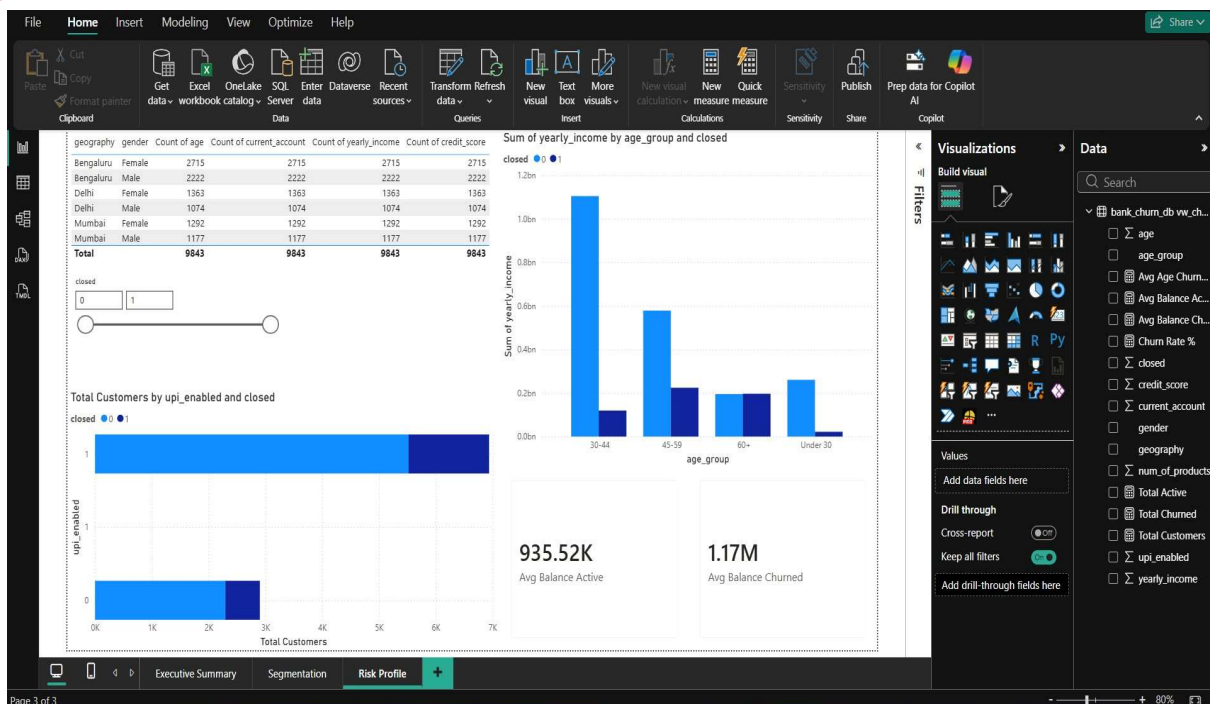 File Home Insert Modeling View Optimize Help Share
Paste
Cut
Copy
Format painter
Clipboard
Get data
Excel workbook
OneLake catalog
SQL Server
Enter data
Dataverse
Recent sources
Data
Transform data
Refresh
Queries
New visual
Text box
More visuals
Insert
New visual calculation
New measure
Quick measure
Calculations
Sensitivity
Sensitivity
Publish
Share
Prep data for AI
Copilot
Copilot
DAX
TMDL
geography gender Count of age Count of current_account Count of yearly_income Count of credit_score
Bengaluru Female 2715 2715 2715 2715
Bengaluru Male 2222 2222 2222 2222
Delhi Female 1363 1363 1363 1363
Delhi Male 1074 1074 1074 1074
Mumbai Female 1292 1292 1292 1292
Mumbai Male 1177 1177 1177 1177
Total 9843 9843 9843 9843
closed
0 1
Total Customers by upi_enabled and closed
closed 0 1
upi_enabled
1
1
0
0K 1K 2K 3K 4K 5K 6K 7K
Total Customers
Sum of yearly_income by age_group and closed
closed 0 1
Sum of yearly_income
1.2bn
1.0bn
0.8bn
0.6bn
0.4bn
0.2bn
0.0bn
30-44 45-59 60+ Under 30
age_group
935.52K
Avg Balance Active
1.17M
Avg Balance Churned
Filters
Visualizations
Build visual
R Py
Values
Add data fields here
Drill through
Cross-report Off
Keep all filters On
Add drill-through fields here
Data
Search
bank_churn_db vw_ch...
age
age_group
Avg Age Churn...
Avg Balance Ac...
Avg Balance Ch...
Churn Rate %
closed
credit_score
current_account
gender
geography
num_of_products
Total Active
Total Churned
Total Customers
upi_enabled
yearly_income
Executive Summary Segmentation Risk Profile +
Page 3 of 3
- + 80%